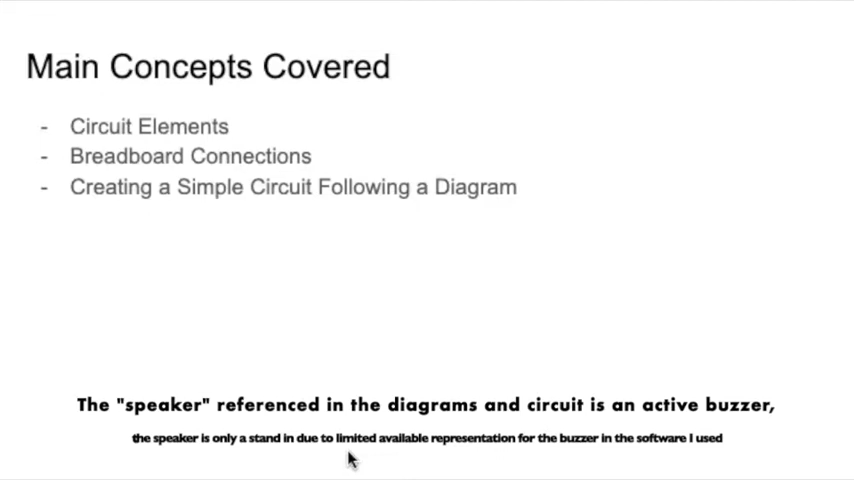 Main Concepts Covered
- Circuit Elements
- Breadboard Connections
- Creating a Simple Circuit Following a Diagram
The "speaker" referenced in the diagrams and circuit is an active buzzer,
the speaker is only a stand in due to limited available representation for the buzzer in the software I used